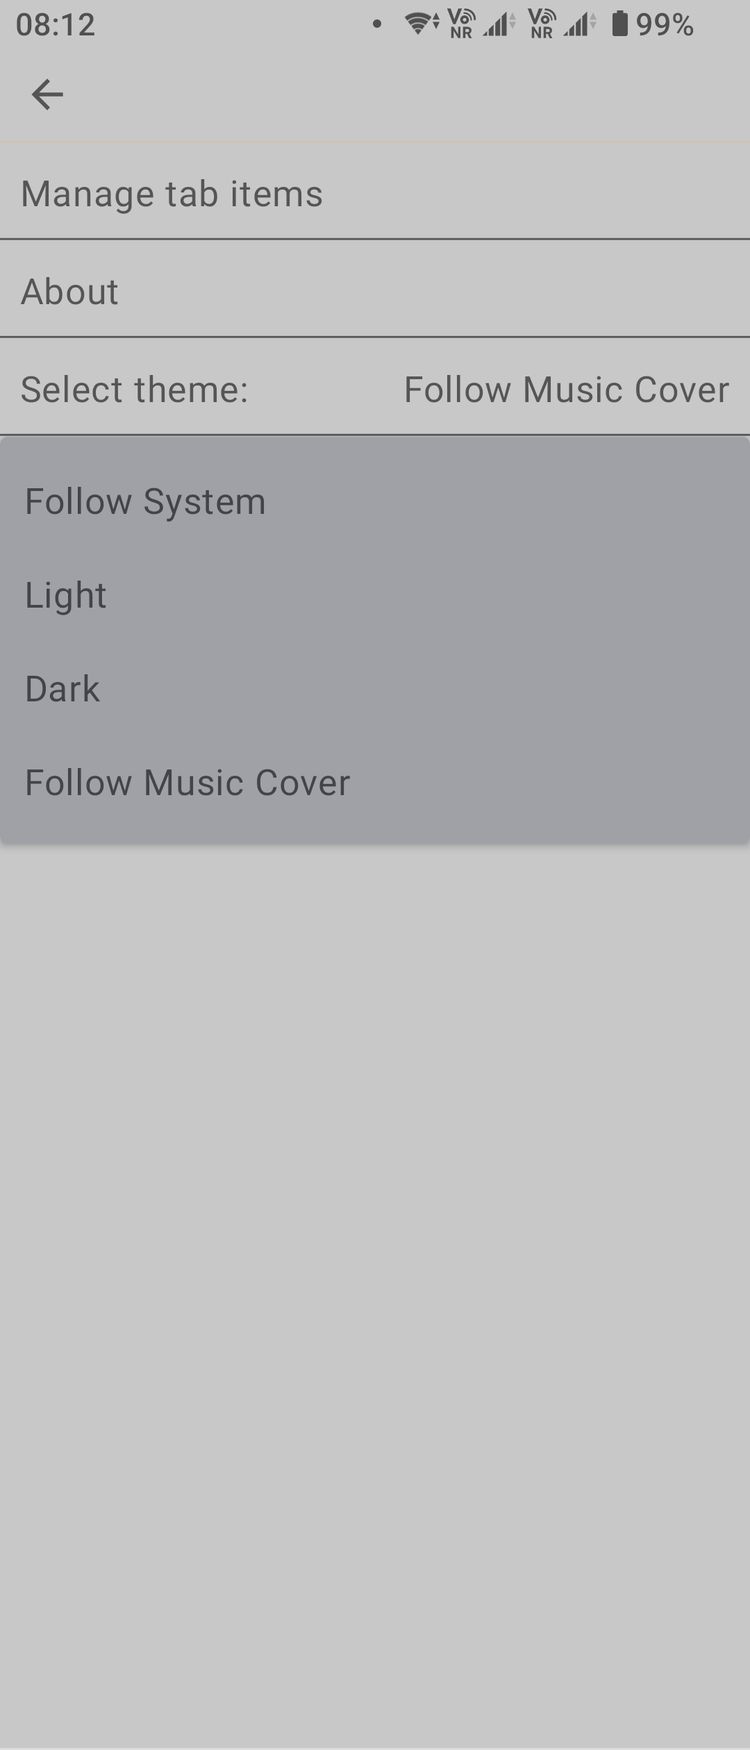 08:12
Vo NR Vo NR 99%
Manage tab items
About
Select theme: Follow Music Cover
Follow System
Light
Dark
Follow Music Cover